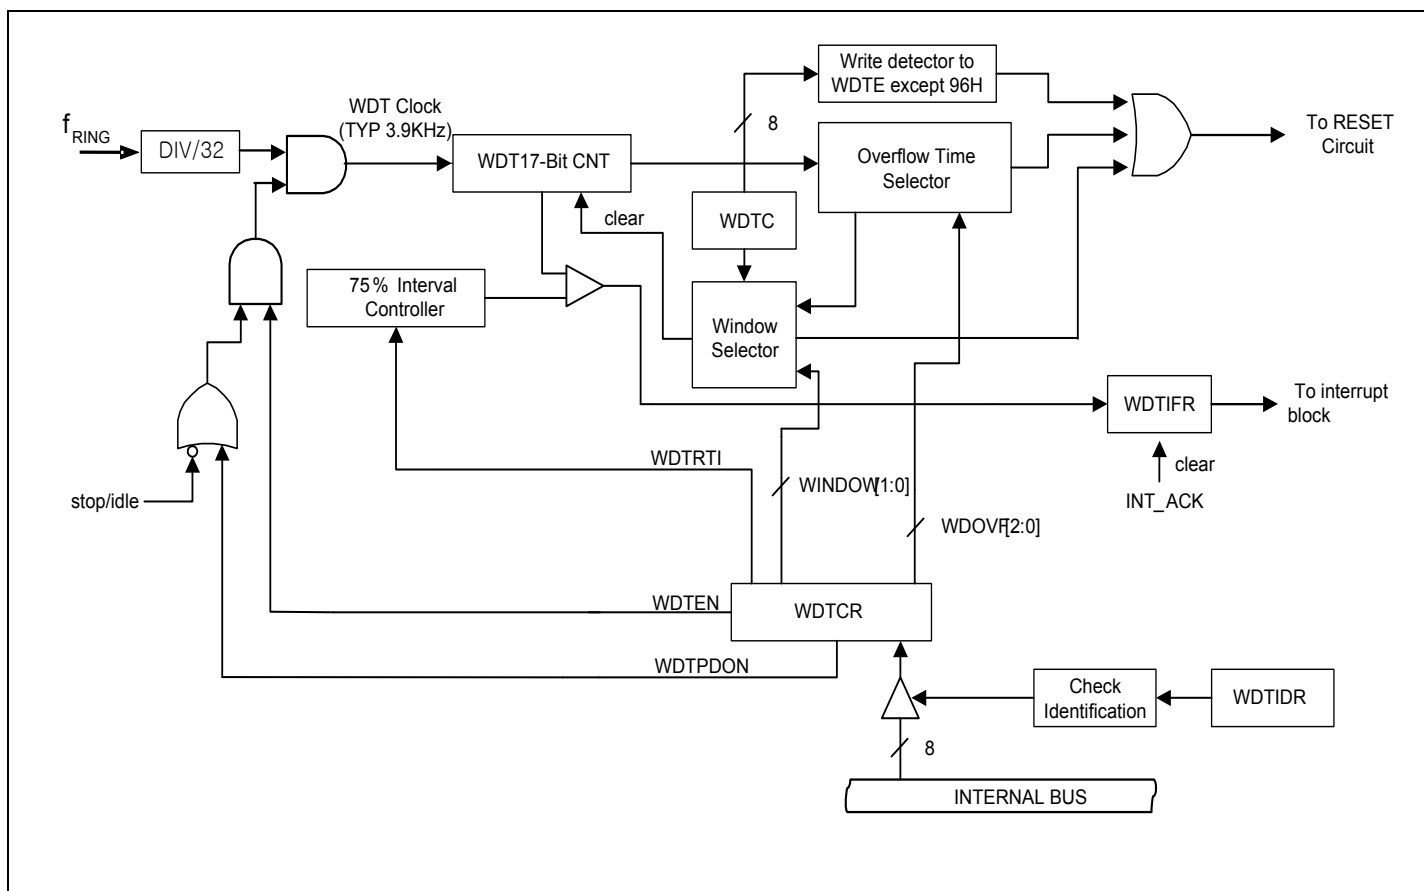 Write detector to
WDTE except 96H
WDT Clock
(TYP 3.9KHz)
fRING
DIV/32
8
To RESET
Circuit
WDT17-Bit CNT
Overflow Time
Selector
clear
WDTC
75% Interval
Controller
Window
Selector
WDTIFR
To interrupt
block
WDTRTI
clear
stop/idle
WINDOW[1:0]
INT_ACK
WDOVF[2:0]
WDTEN
WDTCR
WDTPDON
Check
Identification
WDTIDR
8
INTERNAL BUS